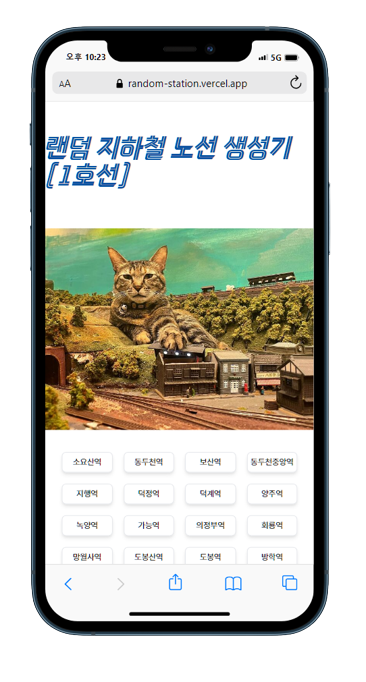 오후 10:23 5G
AA random-station.vercel.app
랜덤 지하철 노선 생성기
[1호선]
소요산역 동두천역 보산역 동두천중앙역
지행역 덕정역 덕계역 양주역
녹양역 가능역 의정부역 회룡역
망월사역 도봉산역 도봉역 방학역